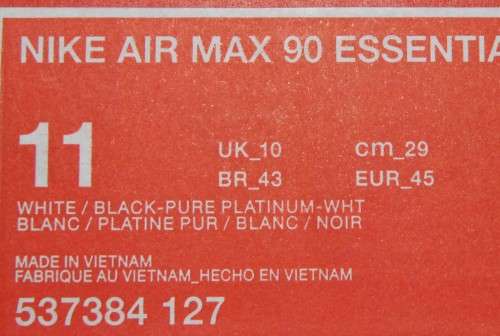 NIKE AIR MAX 90 ESSENTIA
11
UK_10 cm_29
BR_43 EUR_45
WHITE / BLACK-PURE PLATINUM-WHT
BLANC / PLATINE PUR / BLANC / NOIR
MADE IN VIETNAM
FABRIQUE AU VIETNAM_HECHO EN VIETNAM
537384 127